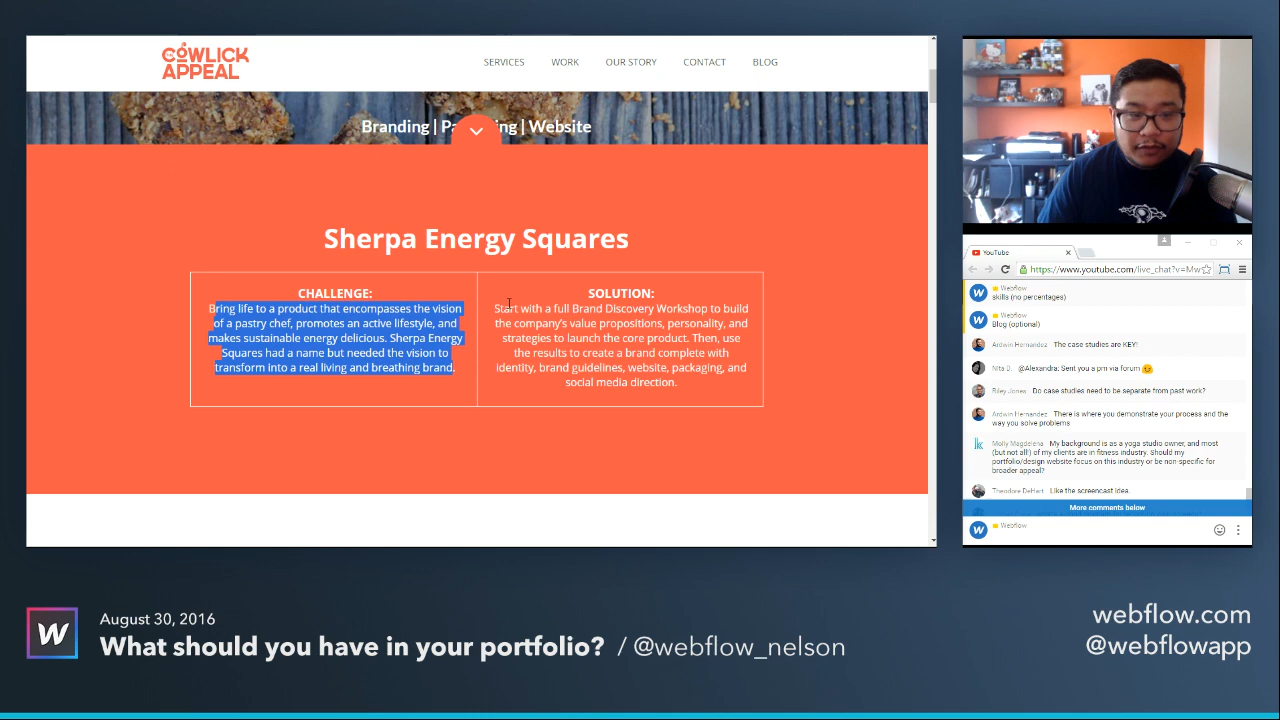 COWLICK
APPEAL
SERVICES WORK OUR STORY CONTACT BLOG
Branding | Pa ing | Website
Sherpa Energy Squares
CHALLENGE:
Bring life to a product that encompasses the vision
of a pastry chef, promotes an active lifestyle, and
makes sustainable energy delicious. Sherpa Energy
Squares had a name but needed the vision to
transform into a real living and breathing brand.
SOLUTION:
Start with a full Brand Discovery Workshop to build
the company's value propositions, personality, and
strategies to launch the core product. Then, use
the results to create a brand complete with
identity, brand guidelines, website, packaging, and
social media direction.
YouTube
https://www.youtube.com/live_chat?v=Mw
Webflow
skills (no percentages)
Webflow
Blog (optional)
Ardwin Hernandez The case studies are KEY!
Nita D. @Alexandra: Sent you a pm via forum
Riley Jones Do case studies need to be separate from past work?
Ardwin Hernandez There is where you demonstrate your process and the
way you solve problems
Molly Magdelena My background is as a yoga studio owner, and most
(but not all!) of my clients are in fitness industry. Should my
portfolio/design website focus on this industry or be non-specific for
broader appeal?
Theodore DeHart Like the screencast idea.
More comments below
Webflow
W
August 30, 2016
What should you have in your portfolio? / @webflow_nelson
webflow.com
@webflowapp